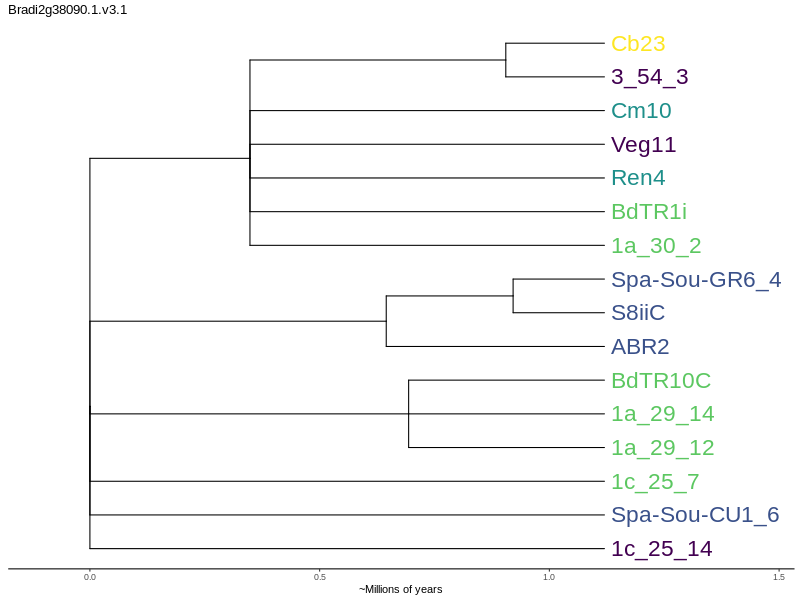 Bradi2g38090.1.v3.1
Cb23
3_54_3
Cm10
Veg11
Ren4
BdTR1i
1a_30_2
Spa-Sou-GR6_4
S8iiC
ABR2
BdTR10C
1a_29_14
1a_29_12
1c_25_7
Spa-Sou-CU1_6
1c_25_14
0.0 0.5 1.0 1.5
~Millions of years